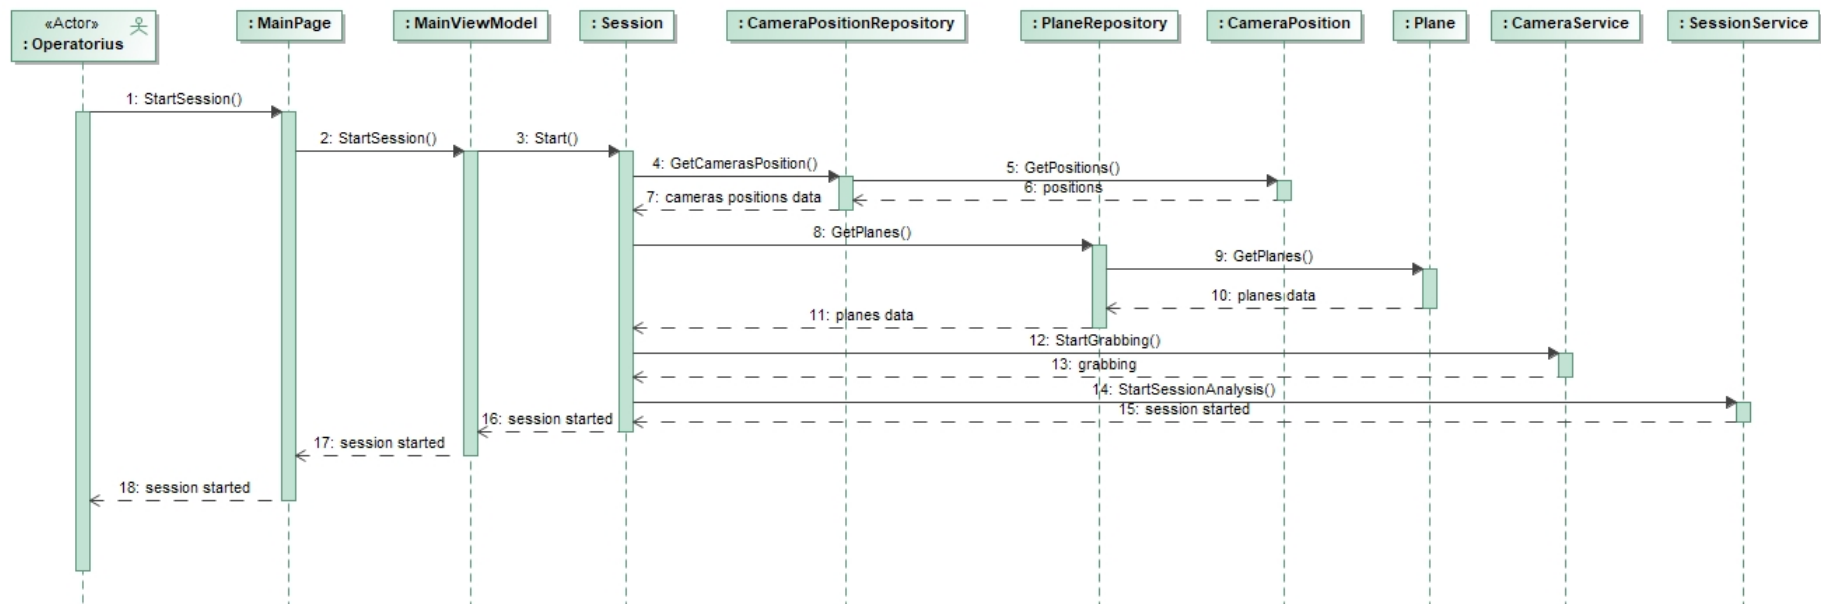 «Actor»
: Operatorius
: MainPage
: MainViewModel
: Session
: CameraPositionRepository
: PlaneRepository
: CameraPosition
: Plane
: CameraService
: SessionService
1: StartSession()
2: StartSession()
3: Start()
4: GetCamerasPosition()
5: GetPositions()
6: positions
7: cameras positions data
8: GetPlanes()
9: GetPlanes()
10: planes data
11: planes data
12: StartGrabbing()
13: grabbing
14: StartSessionAnalysis()
15: session started
16: session started
17: session started
18: session started